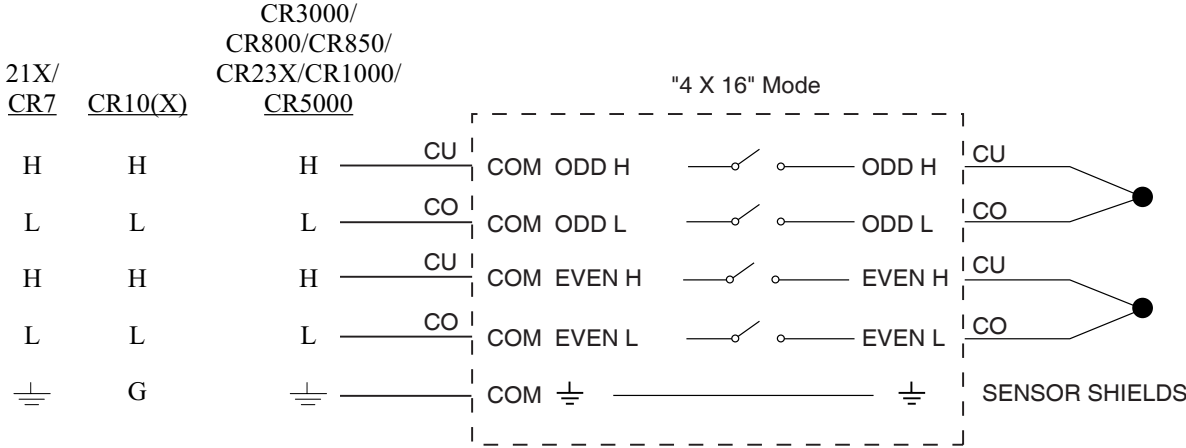 CR3000/
CR800/CR850/
21X/ CR23X/CR1000/
CR7 CR10(X) CR5000
"4 X 16" Mode
H H H CU COM ODD H ODD H CU
L L L CO COM ODD L ODD L CO
H H H CU COM EVEN H EVEN H CU
L L L CO COM EVEN L EVEN L CO
G COM SENSOR SHIELDS